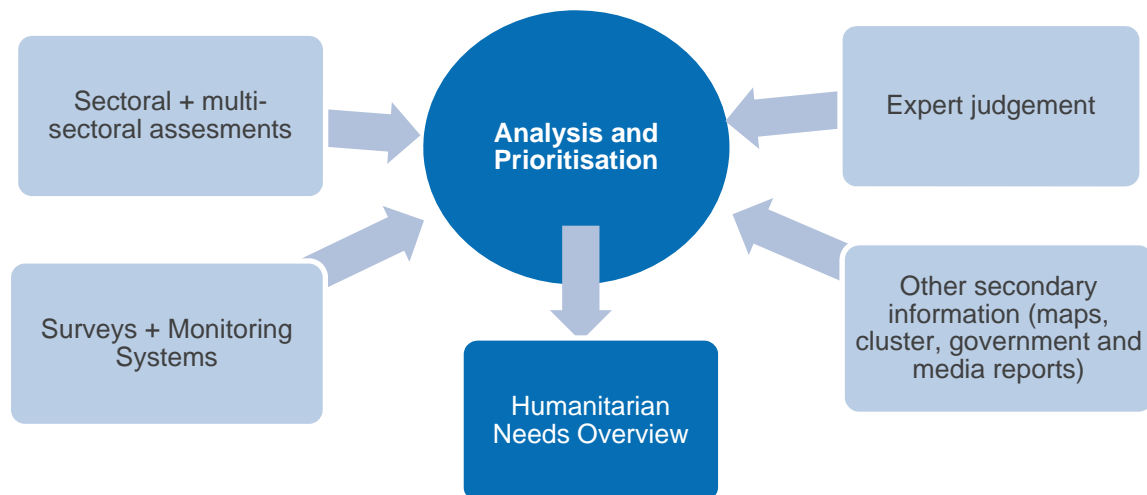 Sectoral + multi-
sectoral assesments
Analysis and
Prioritisation
Expert judgement
Surveys + Monitoring
Systems
Other secondary
information (maps,
cluster, government and
media reports)
Humanitarian
Needs Overview